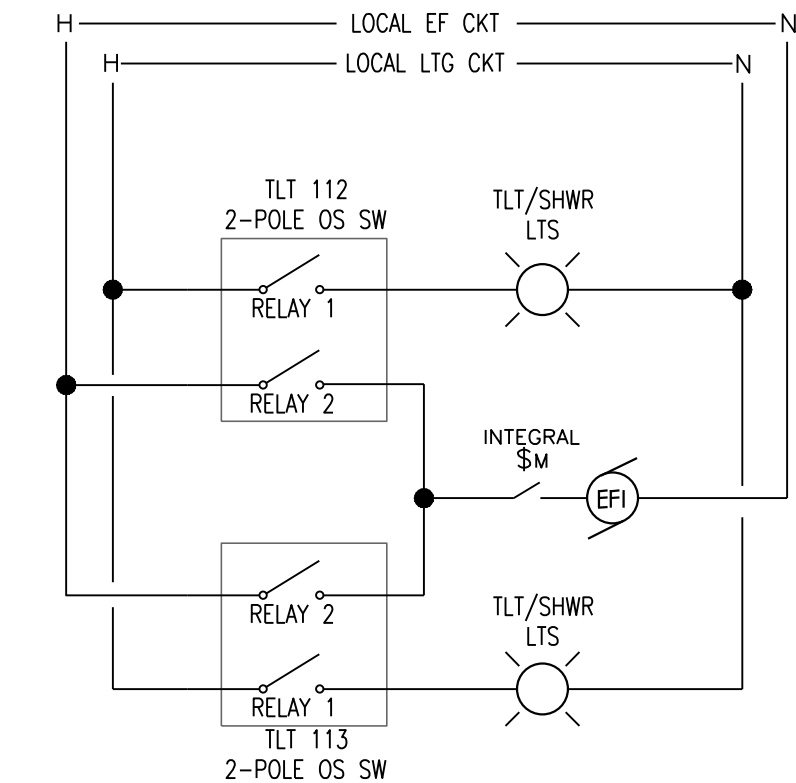 H LOCAL EF CKT N
H LOCAL LTG CKT N
TLT 112
2-POLE OS SW
TLT/SHWR
LTS
RELAY 1
RELAY 2
INTEGRAL
$M
EF1
RELAY 2
TLT/SHWR
LTS
RELAY 1
TLT 113
2-POLE OS SW